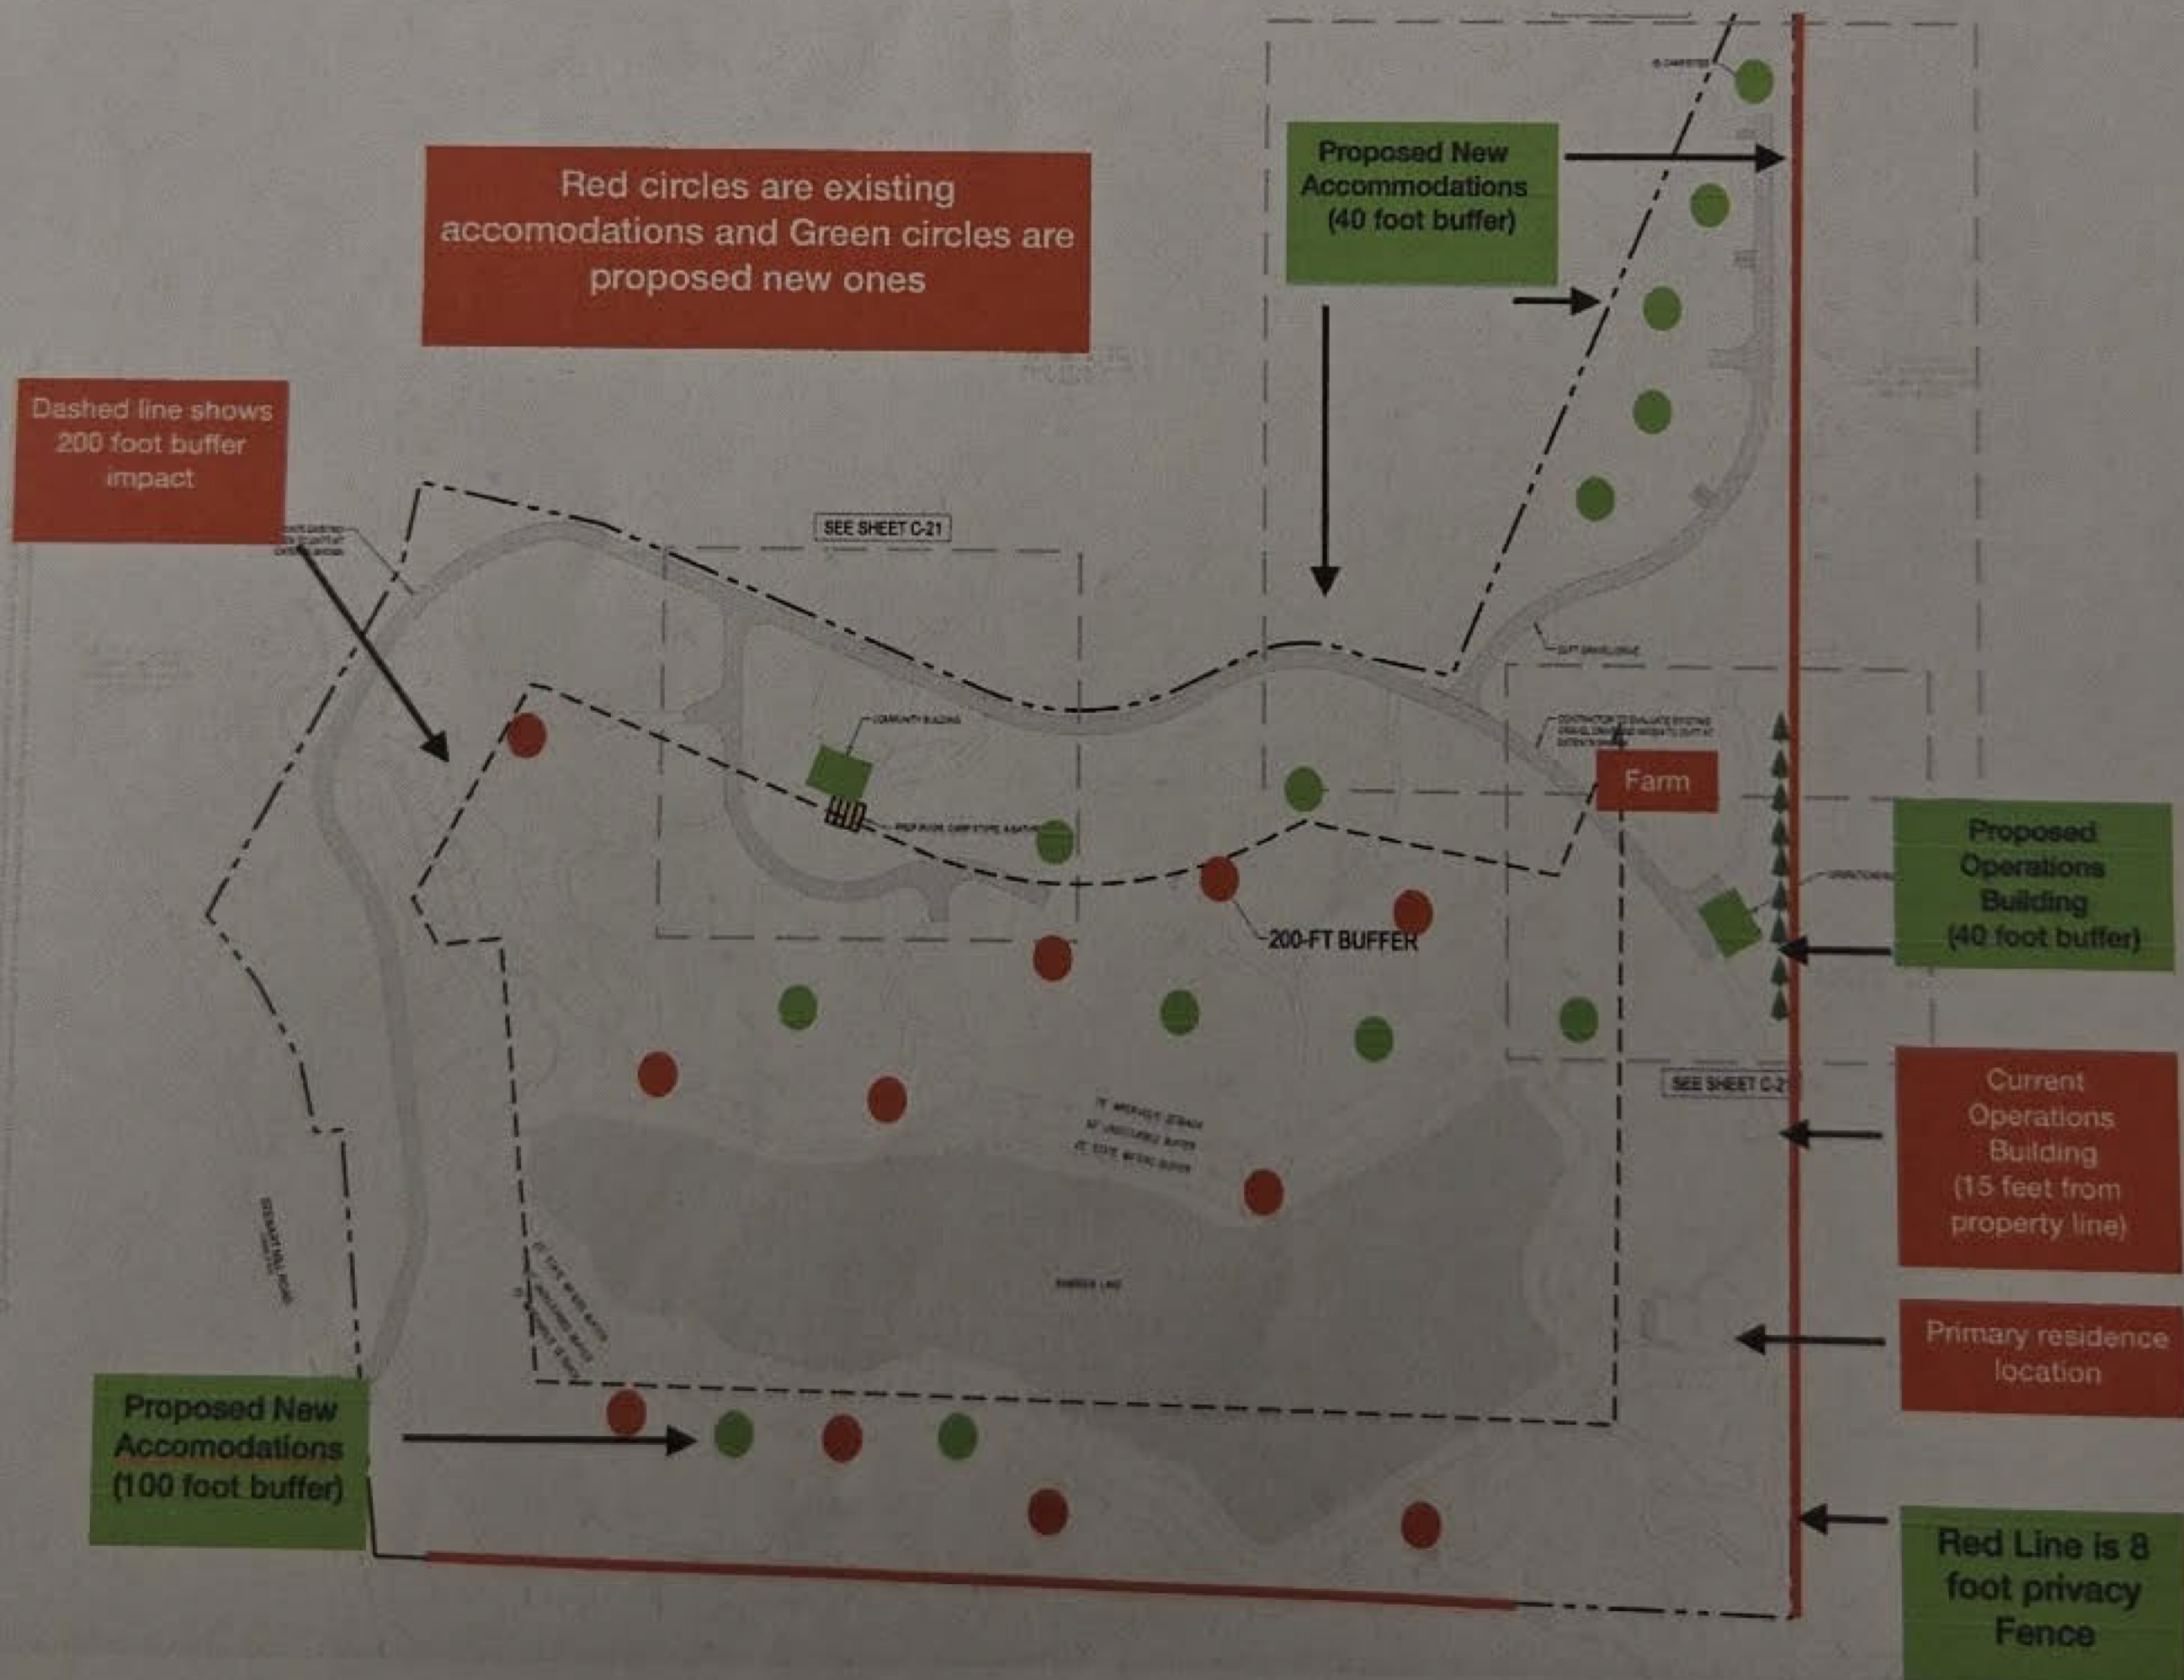 Red circles are existing
accomodations and Green circles are
proposed new ones
Proposed New
Accommodations
(40 foot buffer)
Dashed line shows
200 foot buffer
impact
SEE SHEET C-21
COMMUNITY BUILDING
Farm
200-FT BUFFER
Proposed
Operations
Building
(40 foot buffer)
SEE SHEET C-2
Current
Operations
Building
(15 feet from
property line)
Primary residence
location
Proposed New
Accomodations
(100 foot buffer)
Red Line is 8
foot privacy
Fence